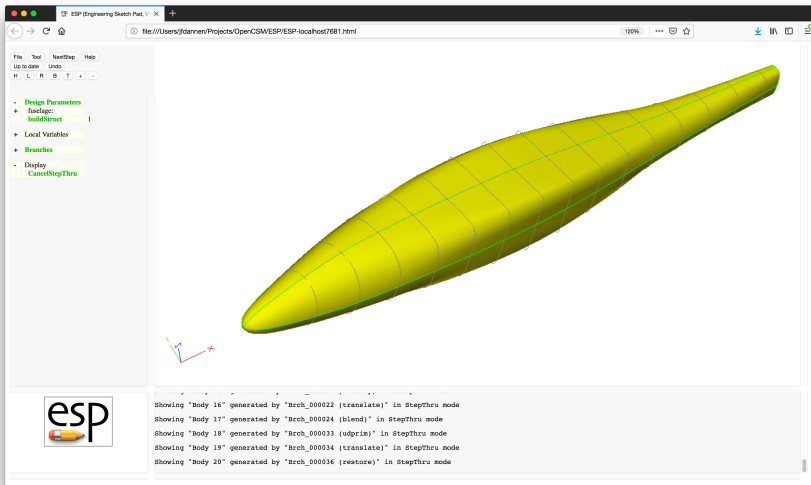 ESP (Engineering Sketch Pad, V
file:///Users/jfdannen/Projects/OpenCSM/ESP/ESP-localhost7681.html
120%
File Tool NextStep Help
Up to date Undo
H L R B T + -
- Design Parameters
+ fuselage:
buildStruct 1
+ Local Variables
+ Branches
- Display
CancelStepThru
X
esp
Showing "Body 16" generated by "Brch_000022 (translate)" in StepThru mode
Showing "Body 17" generated by "Brch_000024 (blend)" in StepThru mode
Showing "Body 18" generated by "Brch_000033 (udprim)" in StepThru mode
Showing "Body 19" generated by "Brch_000034 (translate)" in StepThru mode
Showing "Body 20" generated by "Brch_000036 (restore)" in StepThru mode